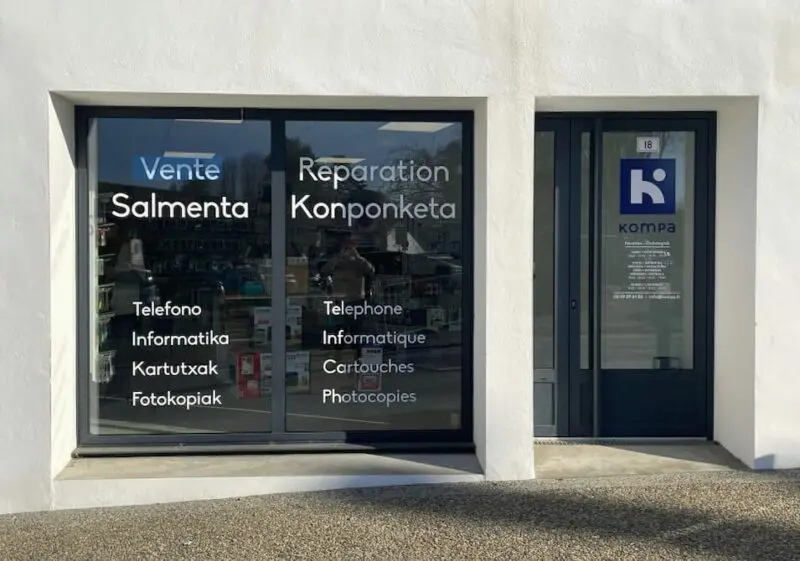 Vente
Salmenta
Reparation
Konponketa
Telefono
Informatika
Kartutxak
Fotokopiak
Telephone
Informatique
Cartouches
Photocopies
18
KOMPA